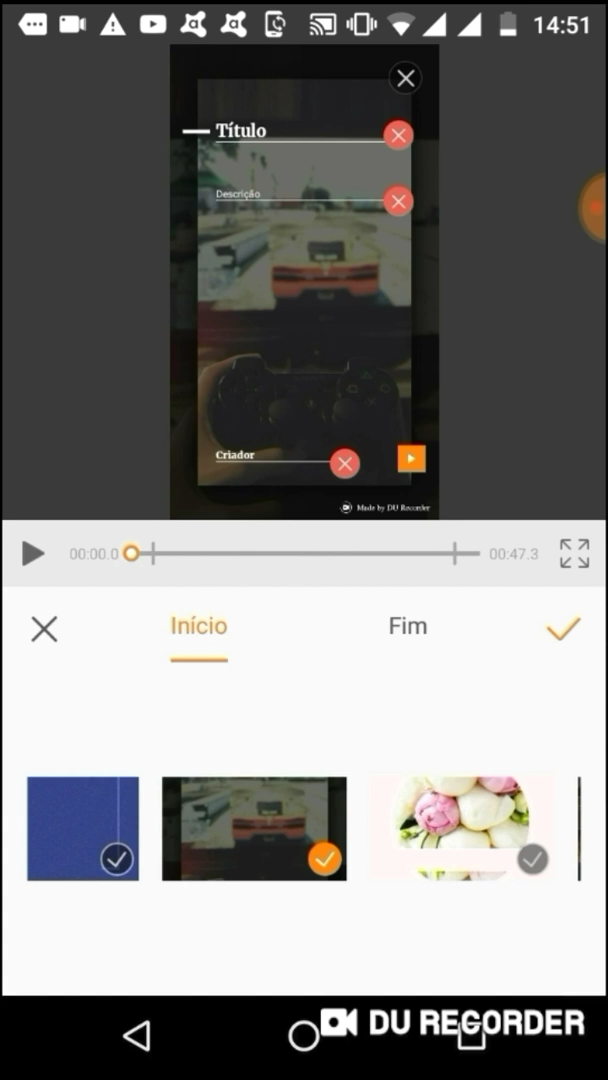 14:51
Título
Descrição
Criador
Made by DU Recorder
00:00.0
00:47.3
Início
Fim
DU RECORDER